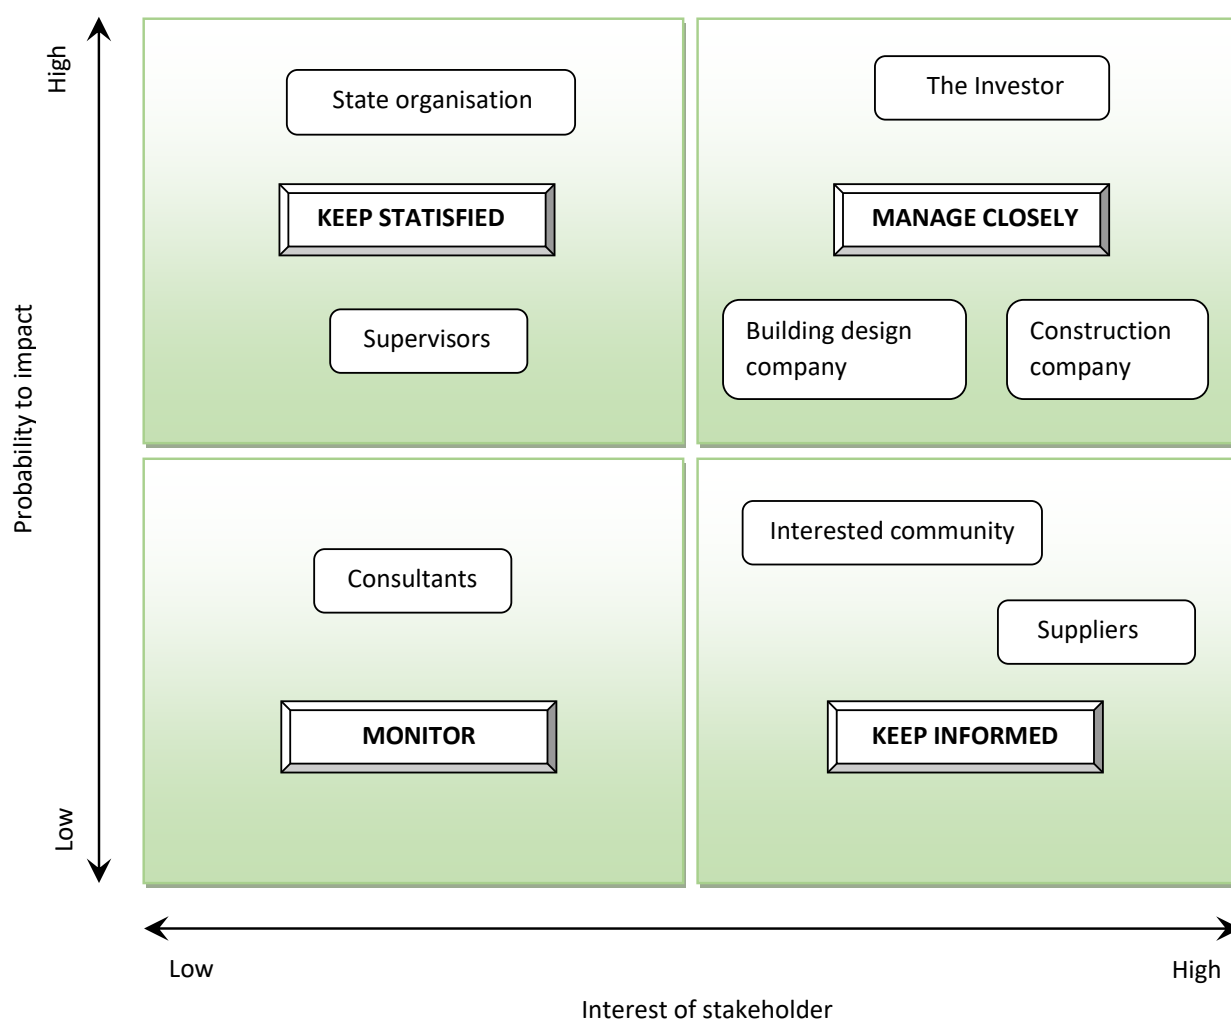 High
State organisation
The Investor
KEEP STATISFIED
MANAGE CLOSELY
Supervisors
Building design
company
Construction
company
Probability to impact
Interested community
Consultants
Suppliers
MONITOR
KEEP INFORMED
Low
Low
High
Interest of stakeholder